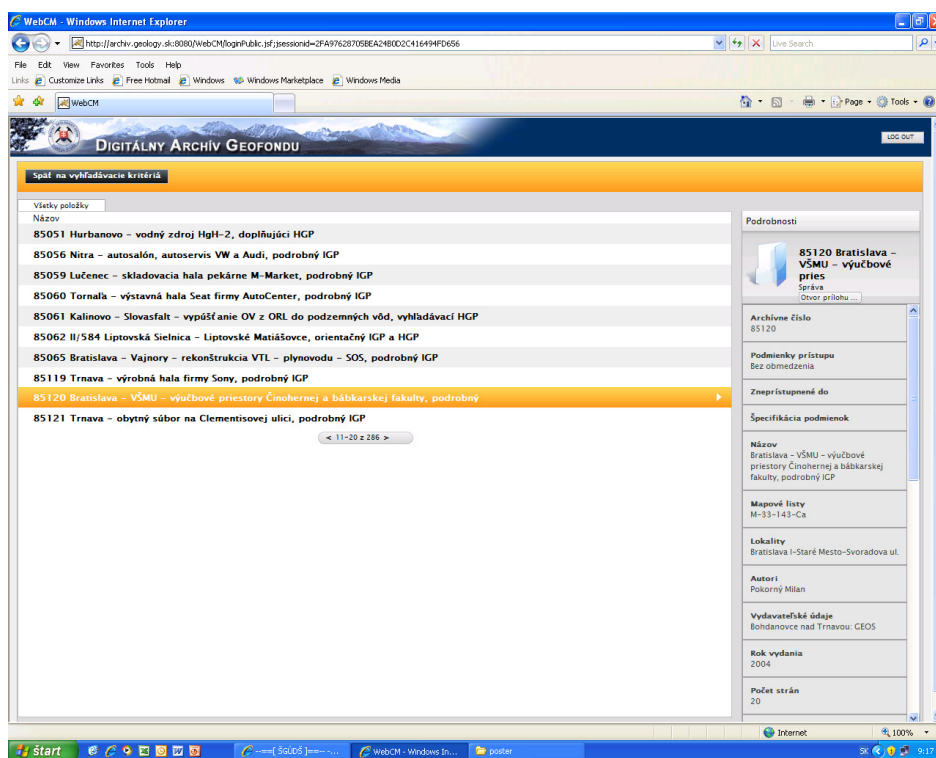 WebCM - Windows Internet Explorer
http://archiv.geology.sk:8080/WebCM/loginPublic.jsf;jsessionid=2FA97628705BEA24B0D2C416494FD656
Live Search
File Edit View Favorites Tools Help
Links Customize Links Free Hotmail Windows Windows Marketplace Windows Media
WebCM
Page Tools
DIGITÁLNY ARCHÍV GEOFONDU
LOG OUT
Späť na vyhľadávacie kritériá
Všetky položky
Názov
85051 Hurbanovo – vodný zdroj HgH-2, doplňujúci HGP
85056 Nitra – autosalón, autoservis VW a Audi, podrobný IGP
85059 Lučenec – skladovacia hala pekárne M-Market, podrobný IGP
85060 Tornaľa – výstavná hala Seat firmy AutoCenter, podrobný IGP
85061 Kalinovo – Slovasfalt – vypúšťanie OV z ORL do podzemných vôd, vyhľadávací HGP
85062 II/584 Liptovská Sielnica – Liptovské Matiášovce, orientačný IGP a HGP
85065 Bratislava – Vajnory – rekonštrukcia VTL – plynovodu – SOS, podrobný IGP
85119 Trnava – výrobná hala firmy Sony, podrobný IGP
85120 Bratislava – VŠMU – výučbové priestory Činohernej a bábkarskej fakulty, podrobný
85121 Trnava – obytný súbor na Clementisovej ulici, podrobný IGP
< 11-20 z 286 >
Podrobnosti
85120 Bratislava –
VŠMU – výučbové
pries
Správa
Otvor prílohu ...
Archívne číslo
85120
Podmienky prístupu
Bez obmedzenia
Zneprístupnené do
Špecifikácia podmienok
Názov
Bratislava – VŠMU – výučbové
priestory Činohernej a bábkarskej
fakulty, podrobný IGP
Mapové listy
M-33-143-Ca
Lokality
Bratislava I-Staré Mesto-Svoradova ul.
Autori
Pokorný Milan
Vydavateľské údaje
Bohdanovce nad Trnavou: GEOS
Rok vydania
2004
Počet strán
20
Internet 100%
štart
--==[ ŠGÚDŠ ]==-- -... WebCM - Windows In... poster
SK 9:17